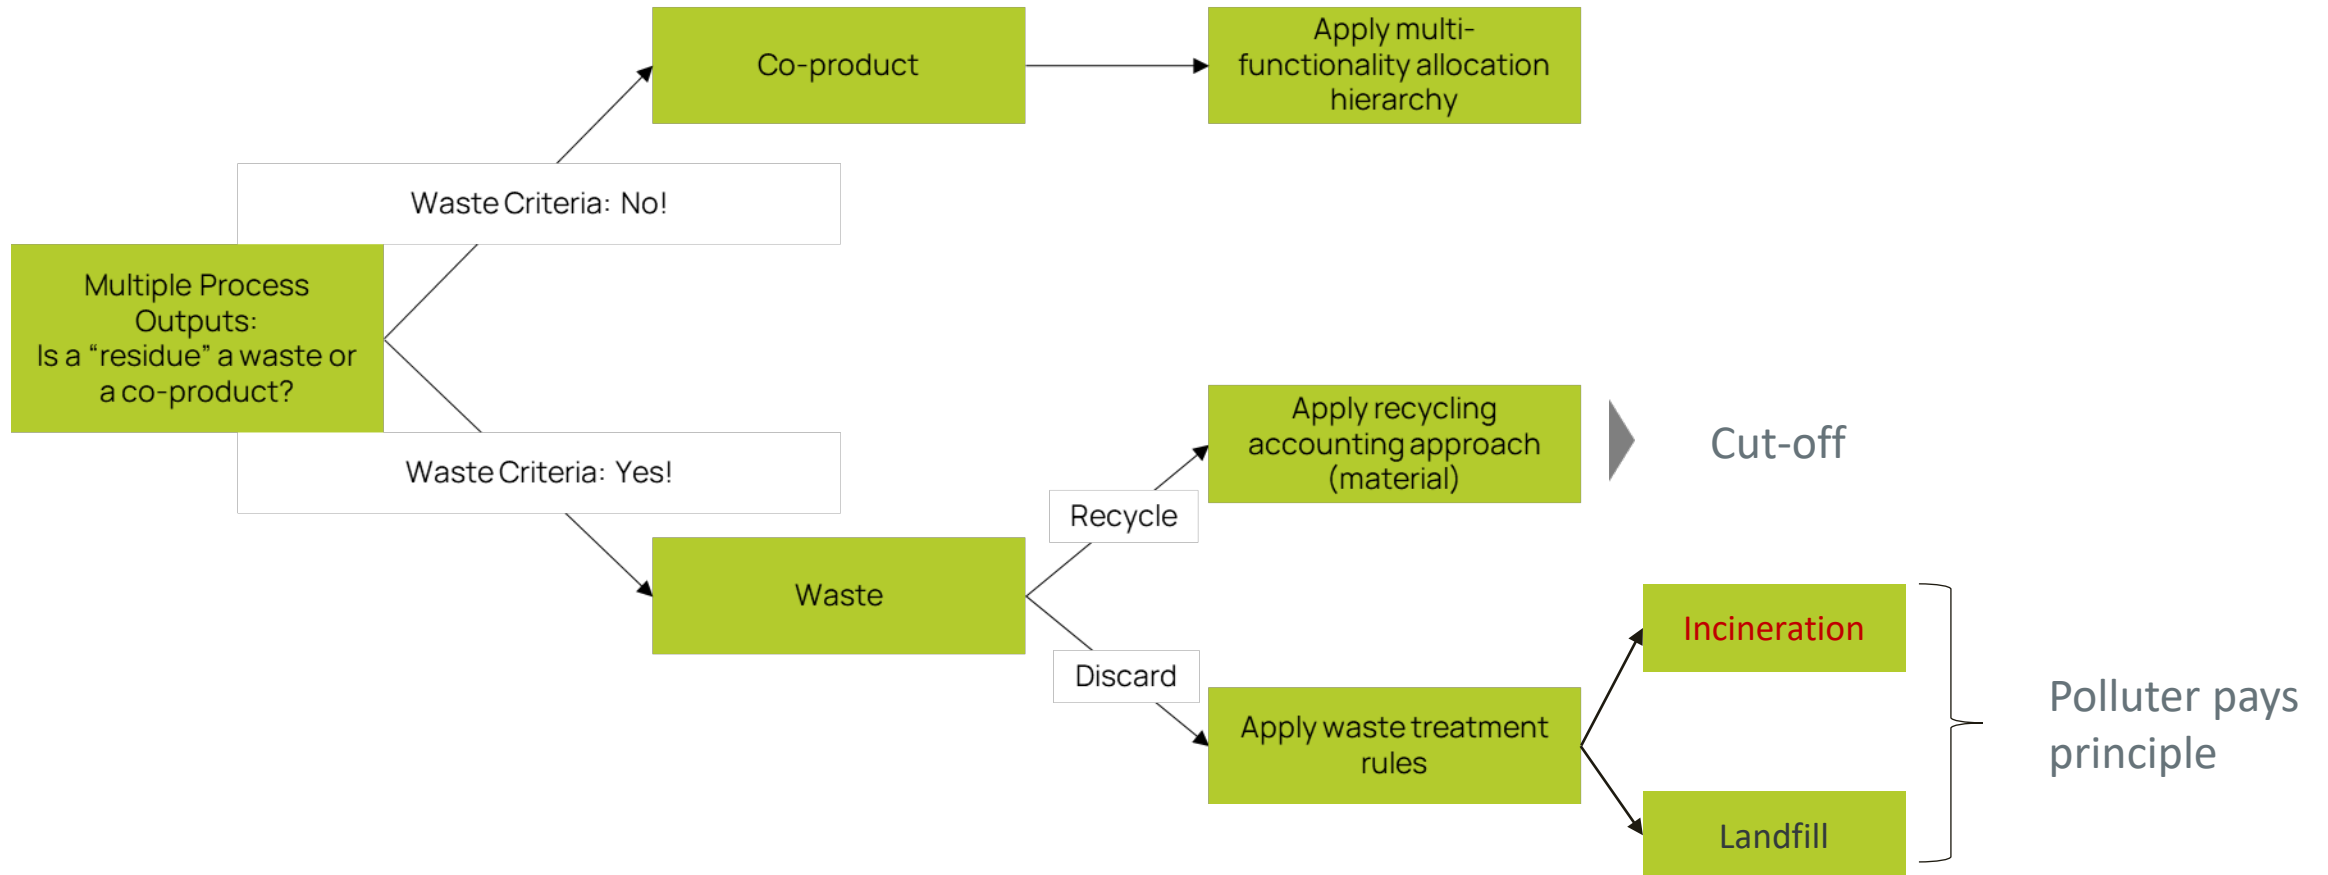 Co-product
Apply multi-
functionality allocation
hierarchy
Waste Criteria: No!
Multiple Process
Outputs:
Is a “residue” a waste or
a co-product?
Waste Criteria: Yes!
Apply recycling
accounting approach
(material)
Cut-off
Recycle
Waste
Discard
Apply waste treatment
rules
Incineration
Landfill
Polluter pays
principle